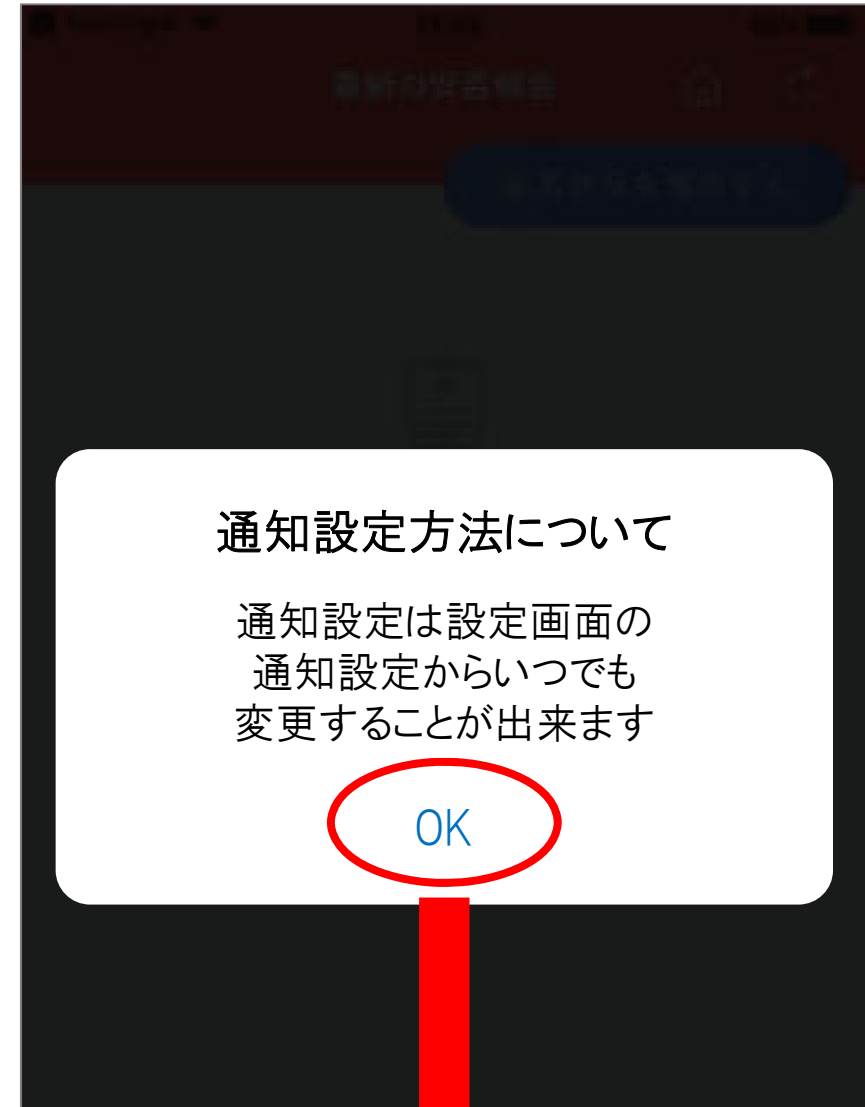 通知設定方法について
通知設定は設定画面の
通知設定からいつでも
変更することが出来ます
OK